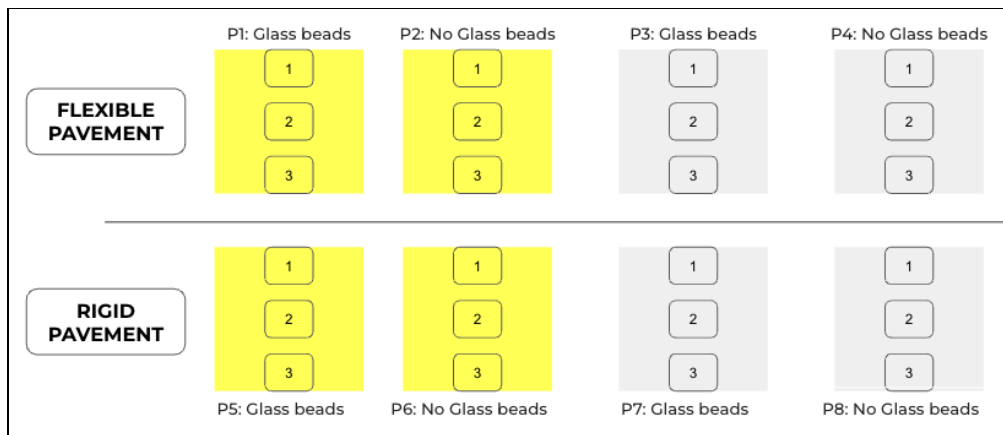 P1: Glass beads
P2: No Glass beads
P3: Glass beads
P4: No Glass beads
FLEXIBLE
PAVEMENT
1
1
1
1
2
2
2
2
3
3
3
3
RIGID
PAVEMENT
1
1
1
1
2
2
2
2
3
3
3
3
P5: Glass beads
P6: No Glass beads
P7: Glass beads
P8: No Glass beads